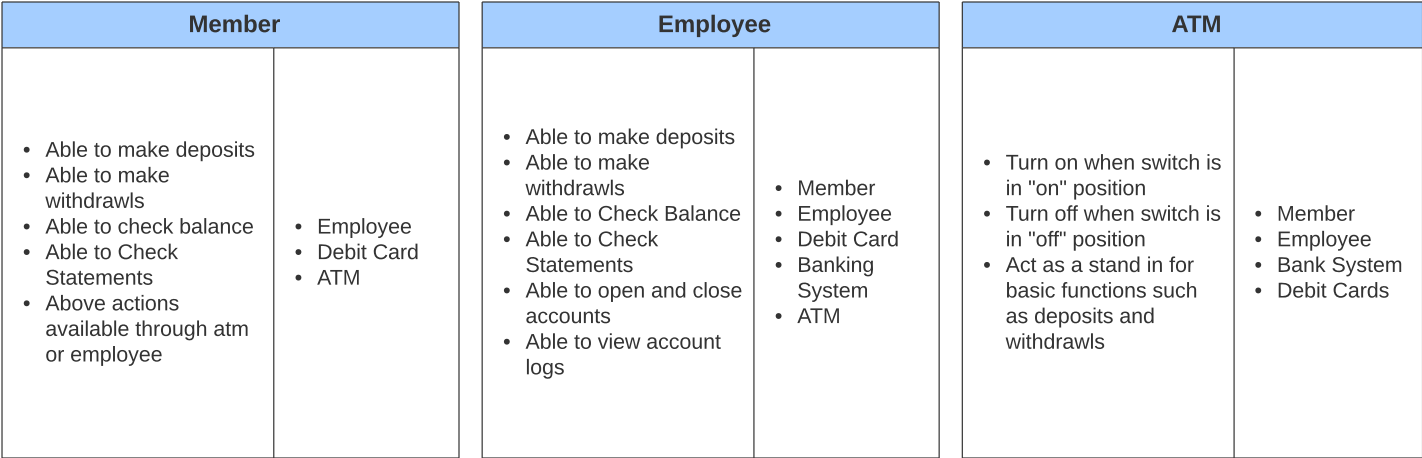 Member
• Able to make deposits
• Able to make
withdrawls
• Able to check balance
• Able to Check
Statements
• Above actions
available through atm
or employee
• Employee
• Debit Card
• ATM
Employee
• Able to make deposits
• Able to make
withdrawls
• Able to Check Balance
• Able to Check
Statements
• Able to open and close
accounts
• Able to view account
logs
• Member
• Employee
• Debit Card
• Banking
System
• ATM
ATM
• Turn on when switch is
in "on" position
• Turn off when switch is
in "off" position
• Act as a stand in for
basic functions such
as deposits and
withdrawls
• Member
• Employee
• Bank System
• Debit Cards